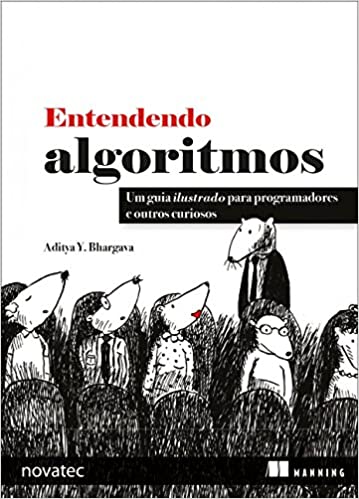 Entendendo
algoritmos
Um guia ilustrado para programadores
e outros curiosos
Aditya Y. Bhargava
novatec
MANNING